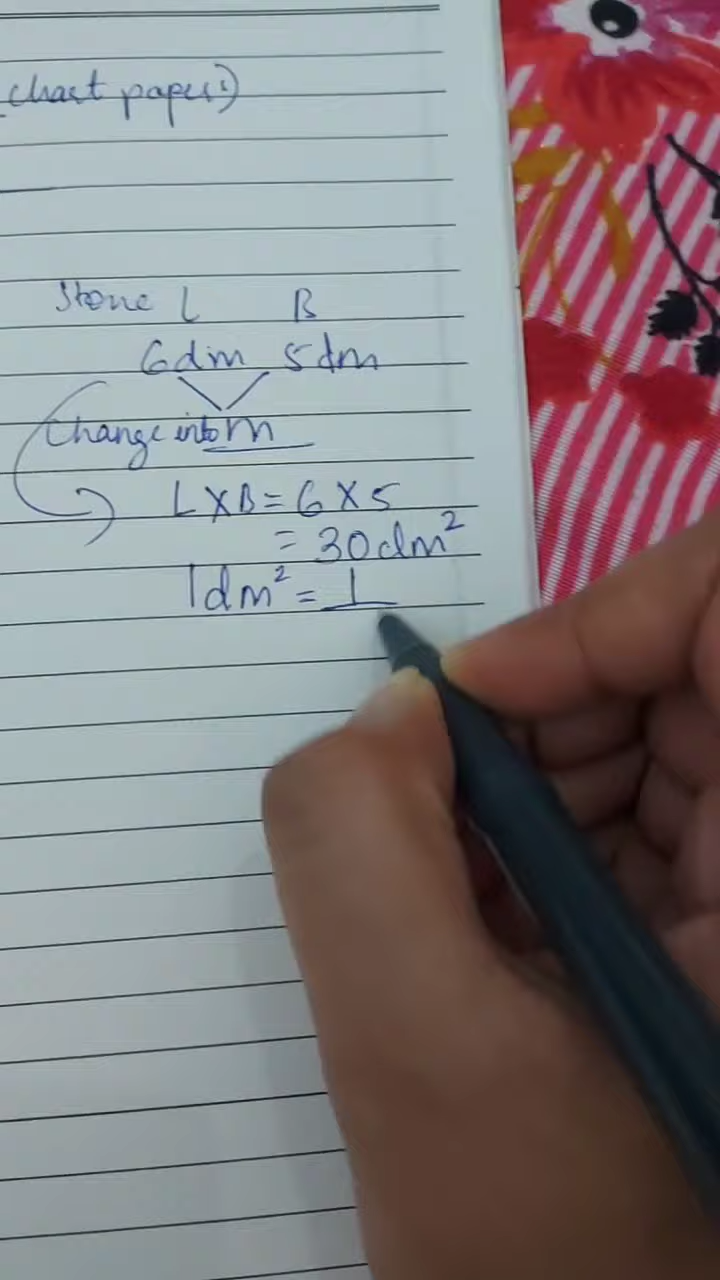 (chart paper)
Stone L B
6dm 5dm
Change into m
L X B = 6 X 5
= 30dm²
1dm² = 1